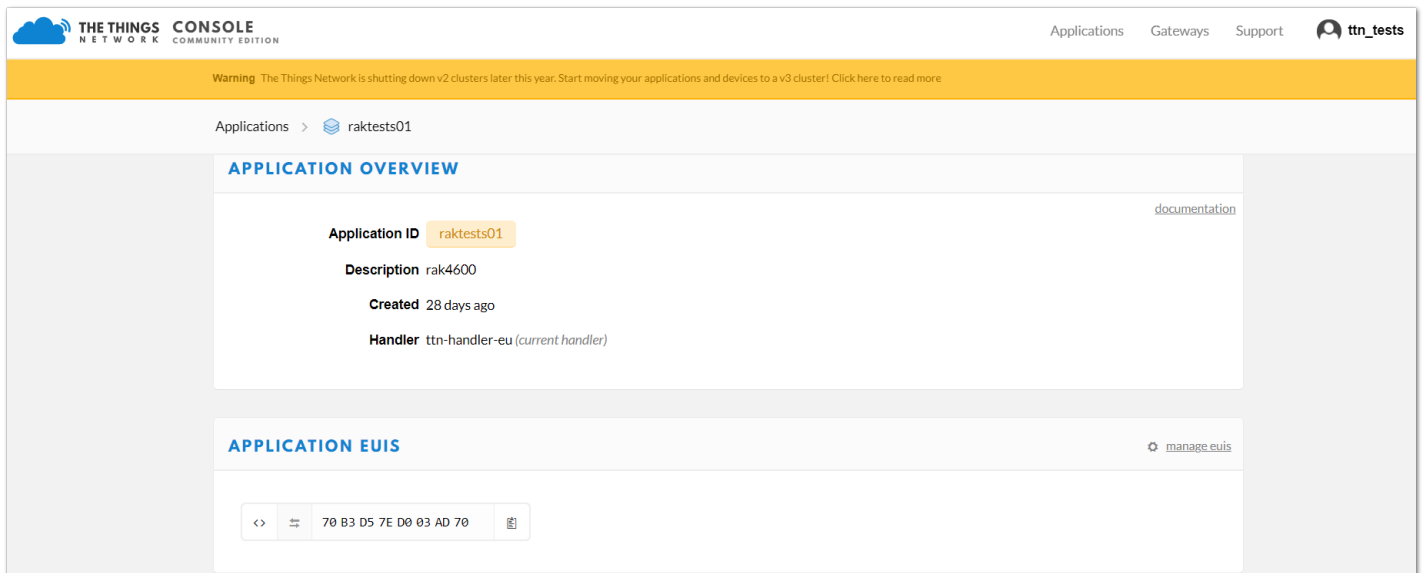 THE THINGS NETWORK CONSOLE COMMUNITY EDITION
Applications Gateways Support ttn_tests
Warning The Things Network is shutting down v2 clusters later this year. Start moving your applications and devices to a v3 cluster! Click here to read more
Applications > raktests01
APPLICATION OVERVIEW
documentation
Application ID raktests01
Description rak4600
Created 28 days ago
Handler ttn-handler-eu (current handler)
APPLICATION EUIS
manage euis
<> 70 B3 D5 7E D0 03 AD 70